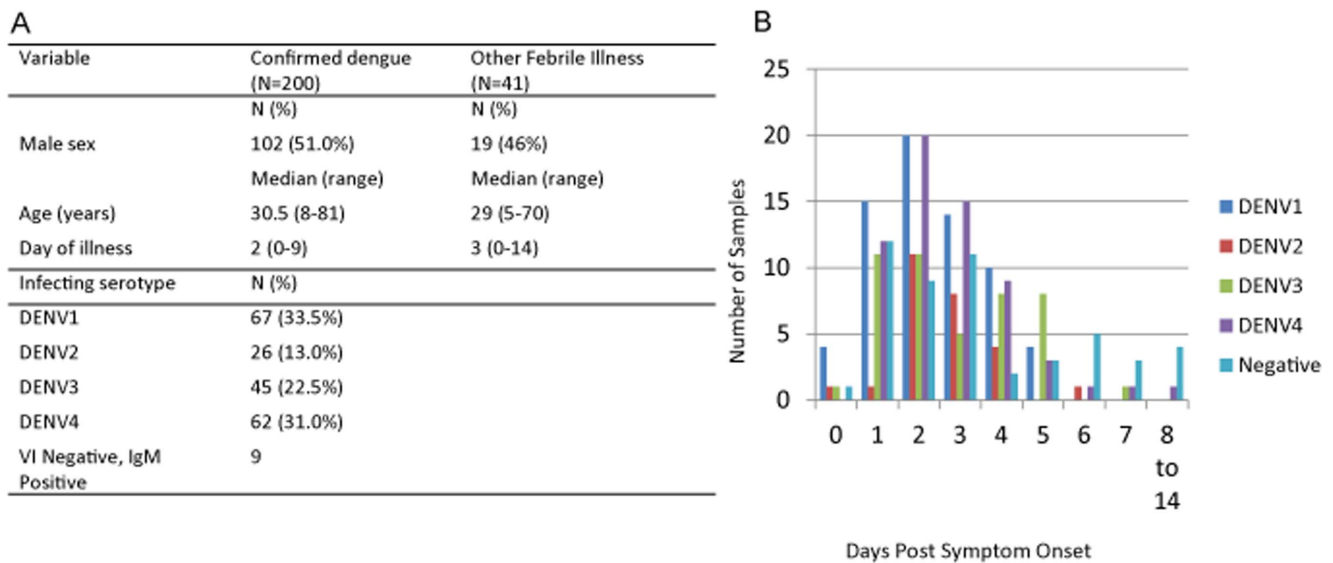 A
Variable Confirmed dengue (N=200) Other Febrile Illness (N=41)
N (%) N (%)
Male sex 102 (51.0%) 19 (46%)
Median (range) Median (range)
Age (years) 30.5 (8-81) 29 (5-70)
Day of illness 2 (0-9) 3 (0-14)
Infecting serotype N (%)
DENV1 67 (33.5%)
DENV2 26 (13.0%)
DENV3 45 (22.5%)
DENV4 62 (31.0%)
VI Negative, IgM Positive 9
B
Number of Samples
25
20
15
10
5
0
0 1 2 3 4 5 6 7 8 to 14
Days Post Symptom Onset
DENV1
DENV2
DENV3
DENV4
Negative